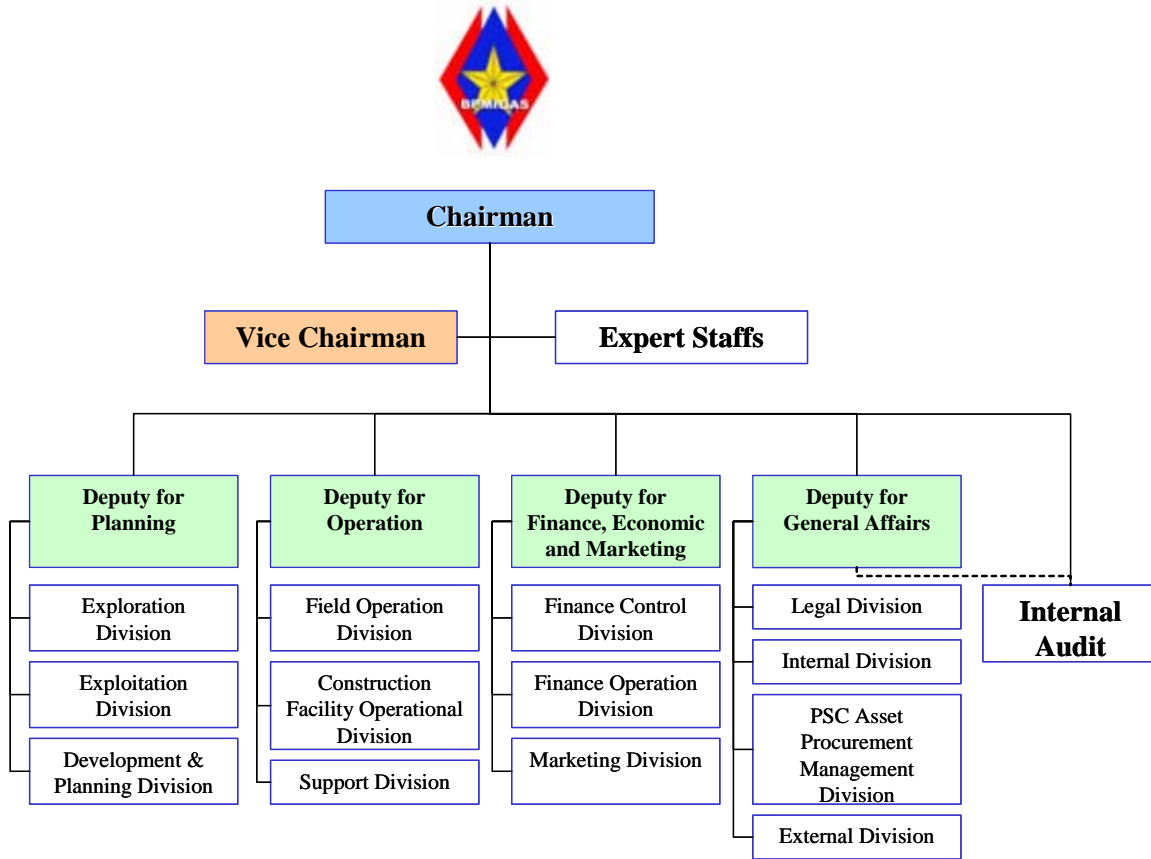 BPMIGAS
Chairman
Vice Chairman
Expert Staffs
Deputy for
Planning
Exploration
Division
Exploitation
Division
Development &
Planning Division
Deputy for
Operation
Field Operation
Division
Construction
Facility Operational
Division
Support Division
Deputy for
Finance, Economic
and Marketing
Finance Control
Division
Finance Operation
Division
Marketing Division
Deputy for
General Affairs
Legal Division
Internal Division
PSC Asset
Procurement
Management
Division
External Division
Internal
Audit